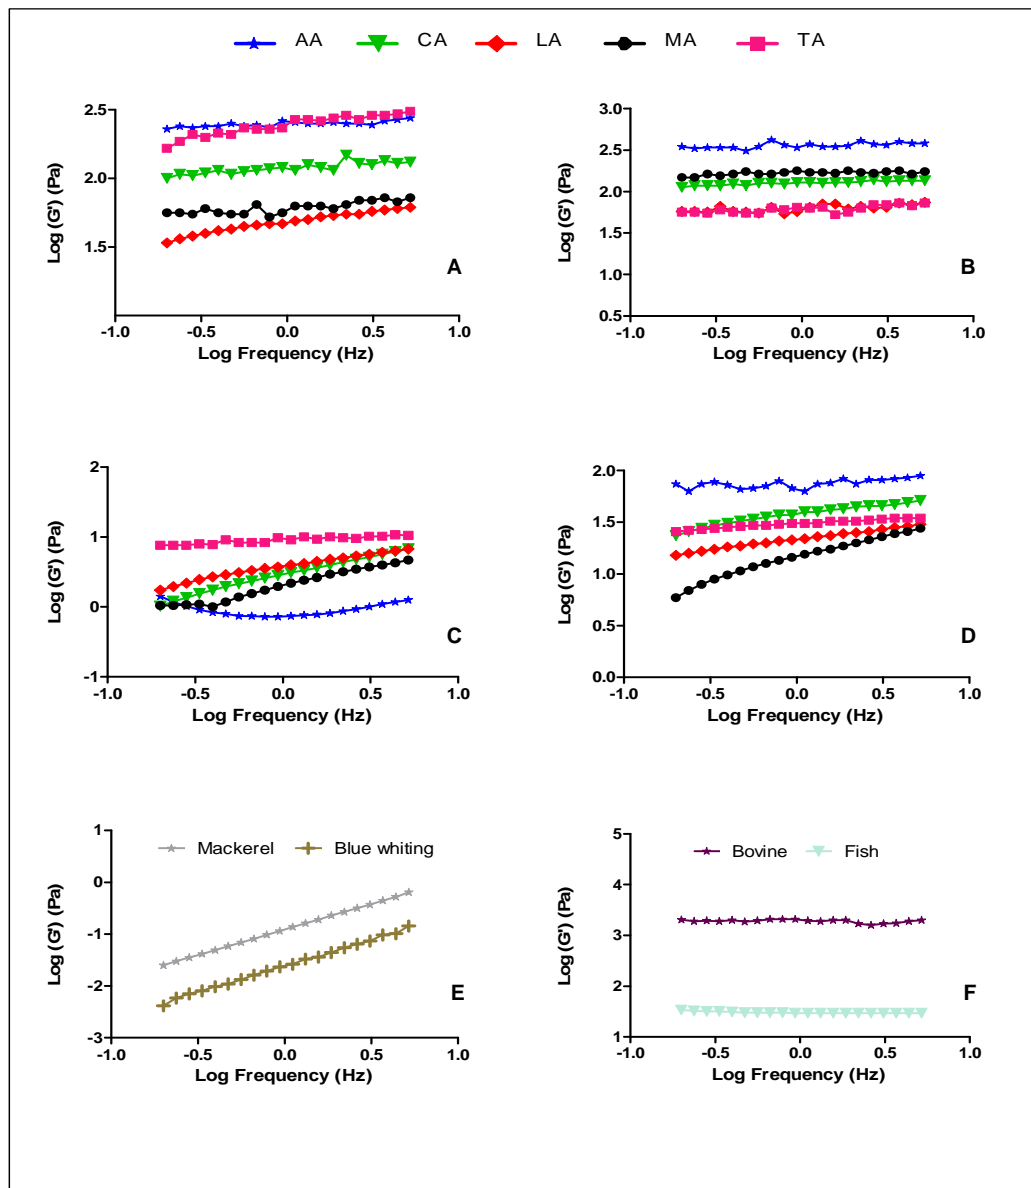 AA CA LA MA TA
2.5
2.0
1.5
Log (G') (Pa)
-1.0 -0.5 0.0 0.5 1.0
Log Frequency (Hz)
A
3.0
2.5
2.0
1.5
1.0
0.5
Log (G') (Pa)
-1.0 -0.5 0.0 0.5 1.0
Log Frequency (Hz)
B
2
1
0
-1
Log (G') (Pa)
-1.0 -0.5 0.0 0.5 1.0
Log Frequency (Hz)
C
2.0
1.5
1.0
0.5
0.0
Log (G') (Pa)
-1.0 -0.5 0.0 0.5 1.0
Log Frequency (Hz)
D
Mackerel Blue whiting
1
0
-1
-2
-3
Log (G') (Pa)
-1.0 -0.5 0.0 0.5 1.0
Log Frequency (Hz)
E
Bovine Fish
5
4
3
2
1
Log (G') (Pa)
-1.0 -0.5 0.0 0.5 1.0
Log Frequency (Hz)
F